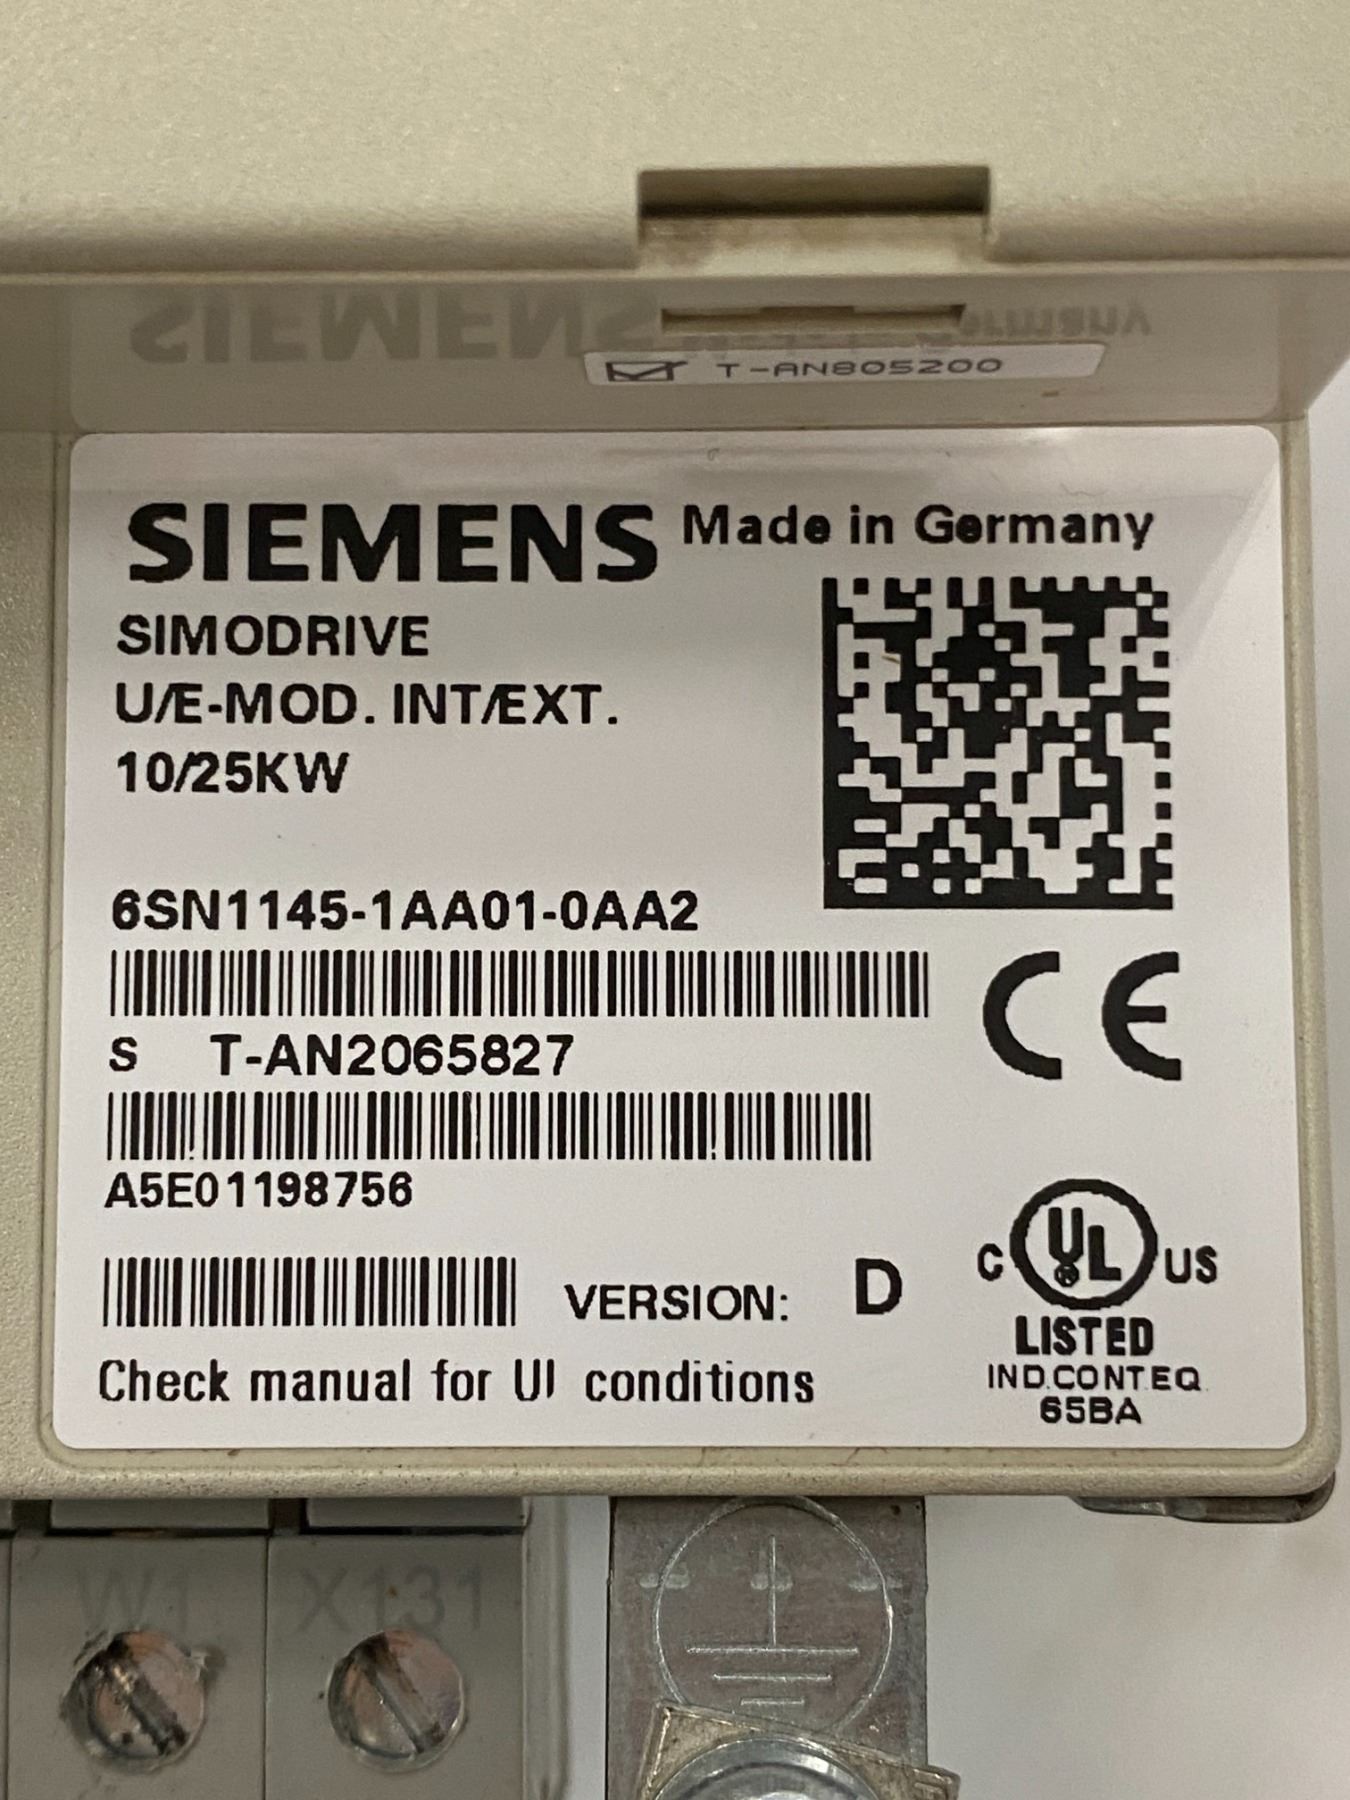 T-AN805200
SIEMENS Made in Germany
SIMODRIVE
U/E-MOD. INT/EXT.
10/25KW
6SN1145-1AA01-0AA2
CE
S T-AN2065827
A5E01198756
VERSION: D
C UL ® US
LISTED
IND.CONT.EQ.
65BA
Check manual for Ul conditions
W1 X131